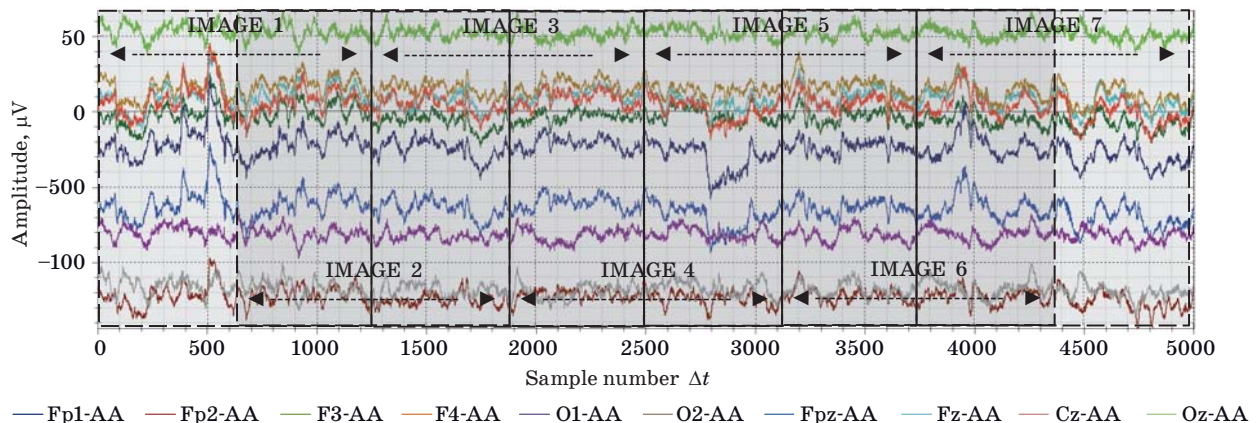 IMAGE 1 IMAGE 3 IMAGE 5 IMAGE 7
50
0
−500
−50
−100
Amplitude, μV
IMAGE 2 IMAGE 4 IMAGE 6
0 500 1000 1500 2000 2500 3000 3500 4000 4500 5000
Sample number Δt
Fp1-AA Fp2-AA F3-AA F4-AA O1-AA O2-AA Fpz-AA Fz-AA Cz-AA Oz-AA